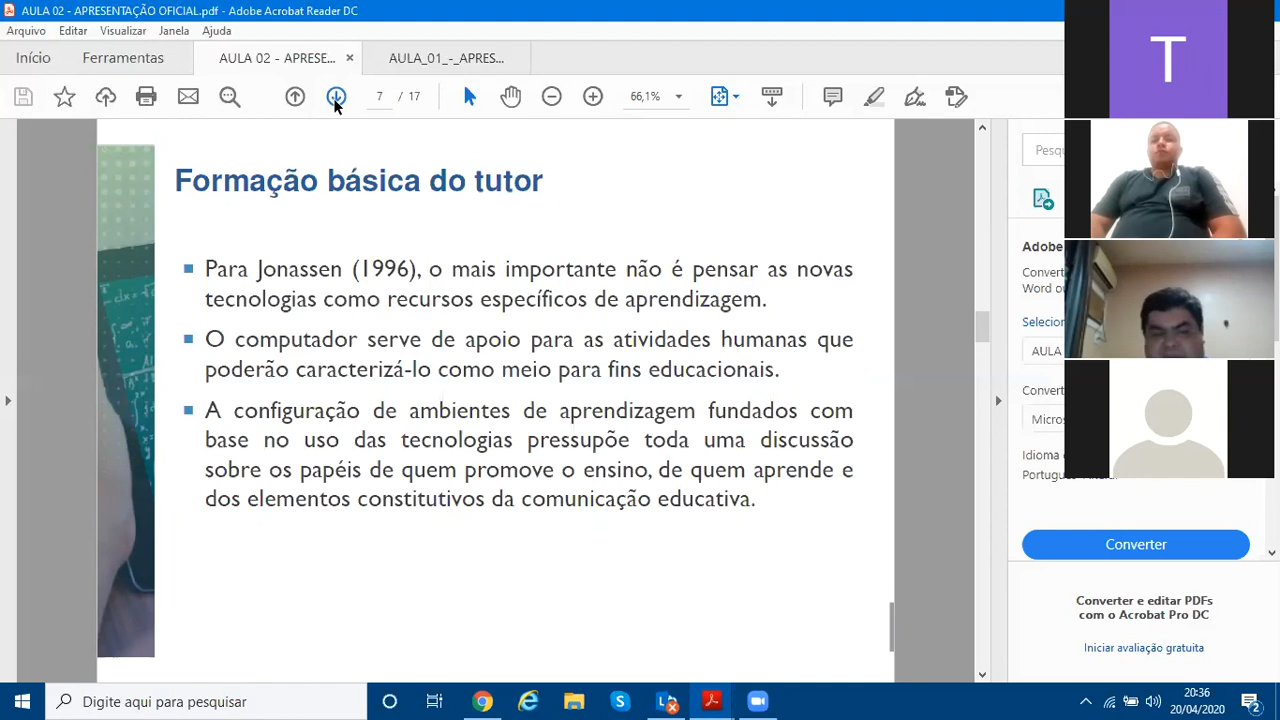 AULA 02 - APRESENTAÇÃO OFICIAL.pdf - Adobe Acrobat Reader DC
Arquivo Editar Visualizar Janela Ajuda
Início Ferramentas AULA 02 - APRESE... × AULA_01_-_APRES...
7 / 17 66,1%
T
Formação básica do tutor
Para Jonassen (1996), o mais importante não é pensar as novas
tecnologias como recursos específicos de aprendizagem.
O computador serve de apoio para as atividades humanas que
poderão caracterizá-lo como meio para fins educacionais.
A configuração de ambientes de aprendizagem fundados com
base no uso das tecnologias pressupõe toda uma discussão
sobre os papéis de quem promove o ensino, de quem aprende e
dos elementos constitutivos da comunicação educativa.
Pesqu
Adobe
Convert
Word ou
Selecion
AULA
Convert
Micros
Idioma d
Portugu
Converter
Converter e editar PDFs
com o Acrobat Pro DC
Iniciar avaliação gratuita
Digite aqui para pesquisar
20:36
20/04/2020
2